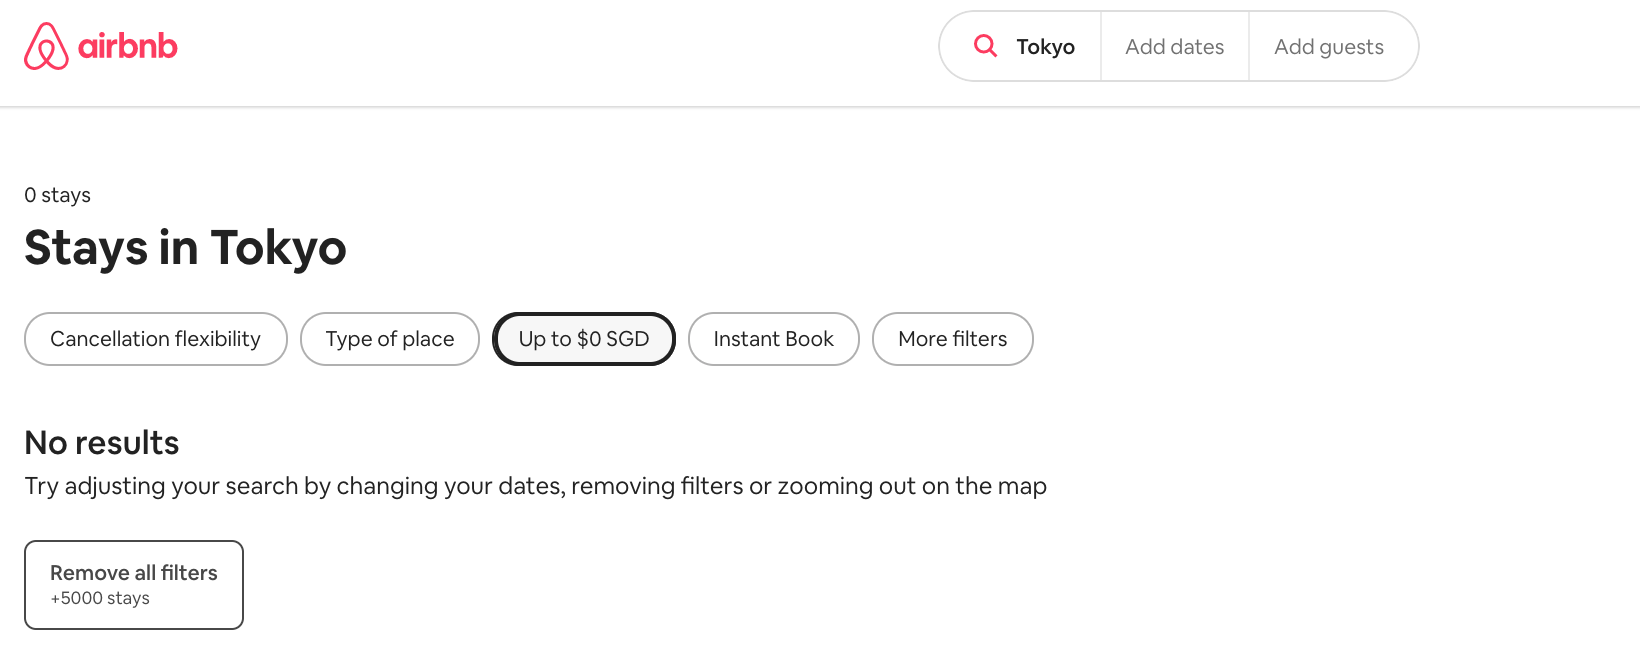 airbnb
Tokyo Add dates Add guests
0 stays
Stays in Tokyo
Cancellation flexibility Type of place Up to $0 SGD Instant Book More filters
No results
Try adjusting your search by changing your dates, removing filters or zooming out on the map
Remove all filters
+5000 stays